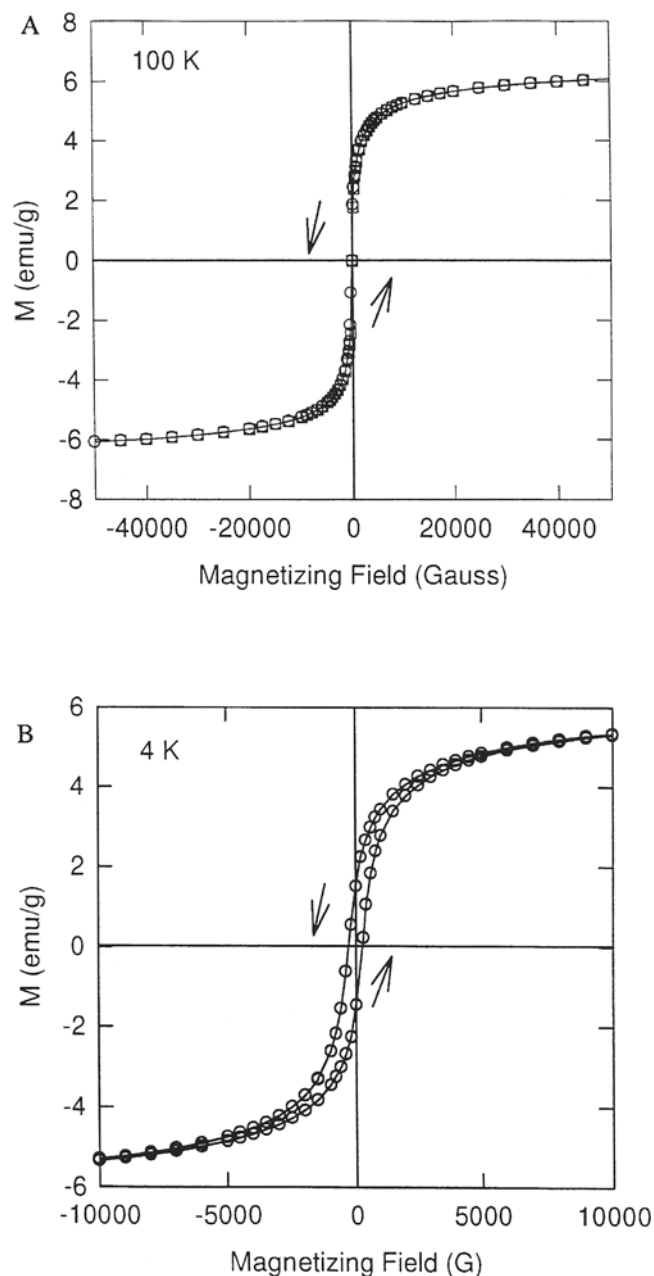 A
100 K
8
6
4
2
0
-2
-4
-6
-8
M (emu/g)
-40000 -20000 0 20000 40000
Magnetizing Field (Gauss)
B
4 K
6
4
2
0
-2
-4
-6
M (emu/g)
-10000 -5000 0 5000 10000
Magnetizing Field (G)